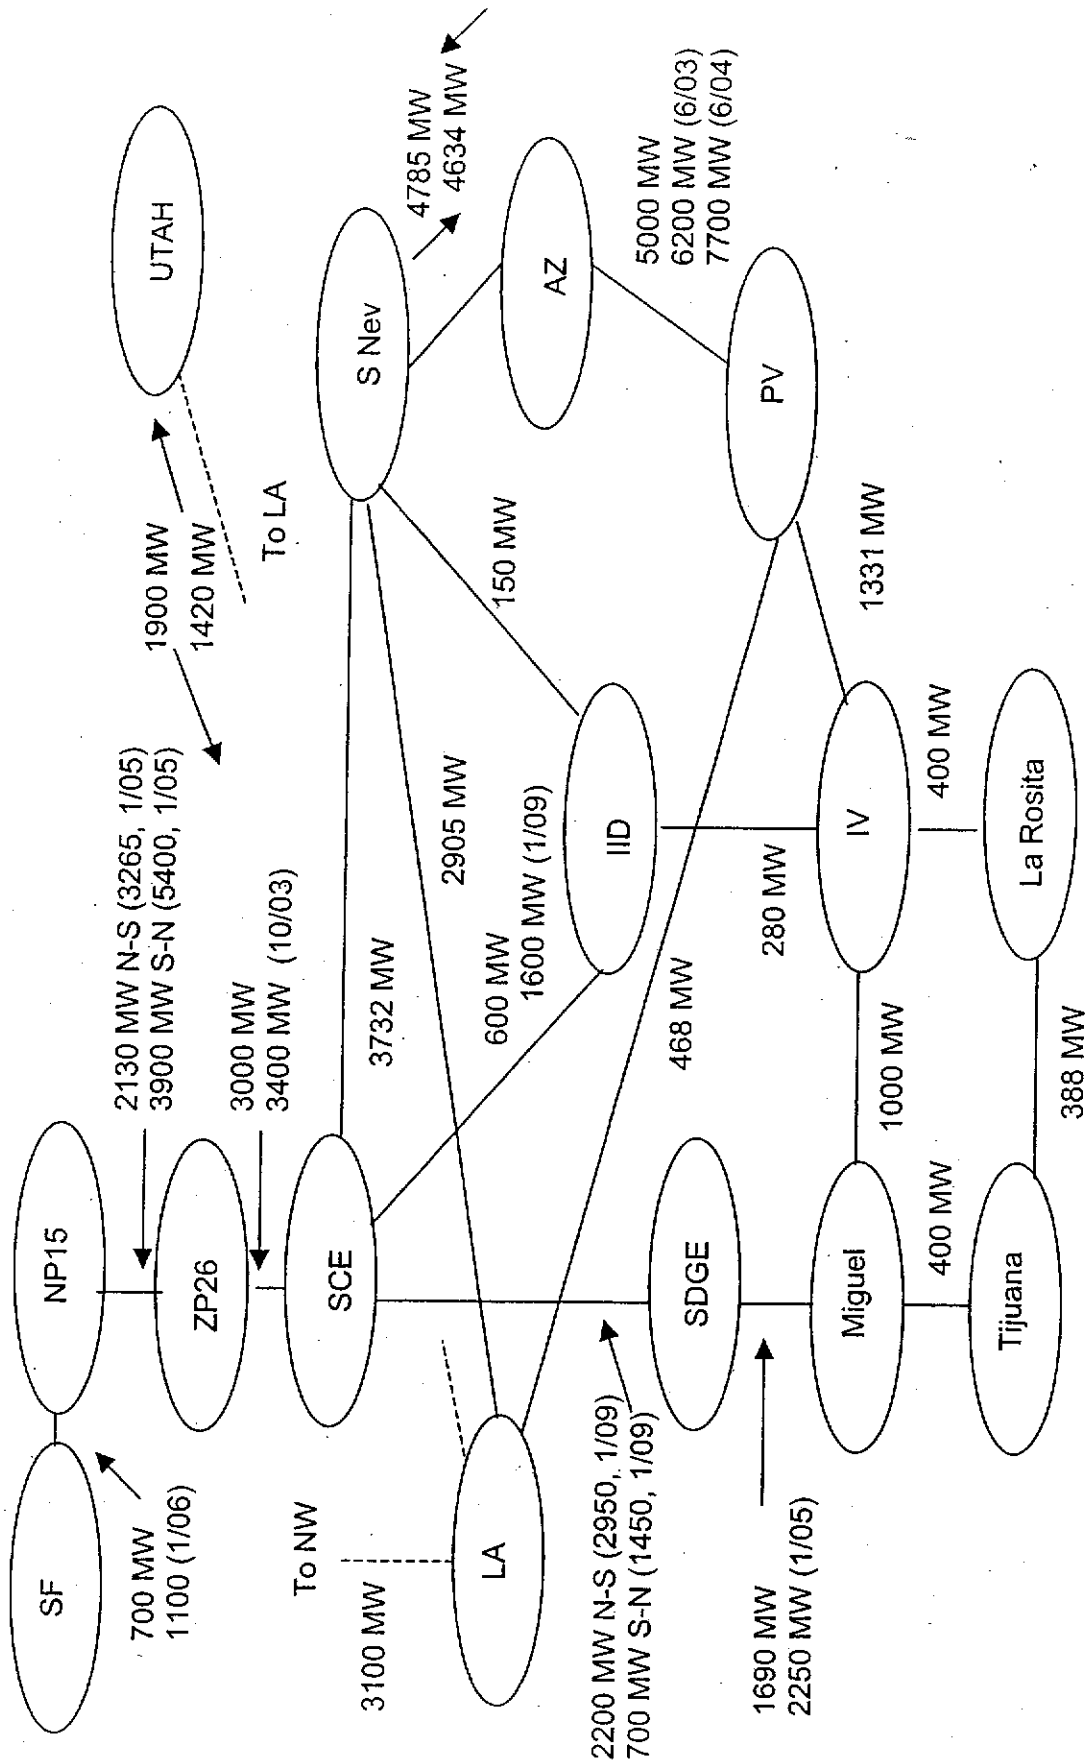 SF
NP15
700 MW
1100 (1/06)
2130 MW N-S (3265, 1/05)
3900 MW S-N (5400, 1/05)
1900 MW
1420 MW
UTAH
To LA
ZP26
3000 MW
3400 MW (10/03)
To NW
3100 MW
SCE
3732 MW
S Nev
4785 MW
4634 MW
2905 MW
LA
600 MW
1600 MW (1/09)
150 MW
AZ
IID
2200 MW N-S (2950, 1/09)
700 MW S-N (1450, 1/09)
468 MW
5000 MW
6200 MW (6/03)
7700 MW (6/04)
SDGE
280 MW
PV
1690 MW
2250 MW (1/05)
1331 MW
Miguel
1000 MW
IV
400 MW
400 MW
Tijuana
388 MW
La Rosita